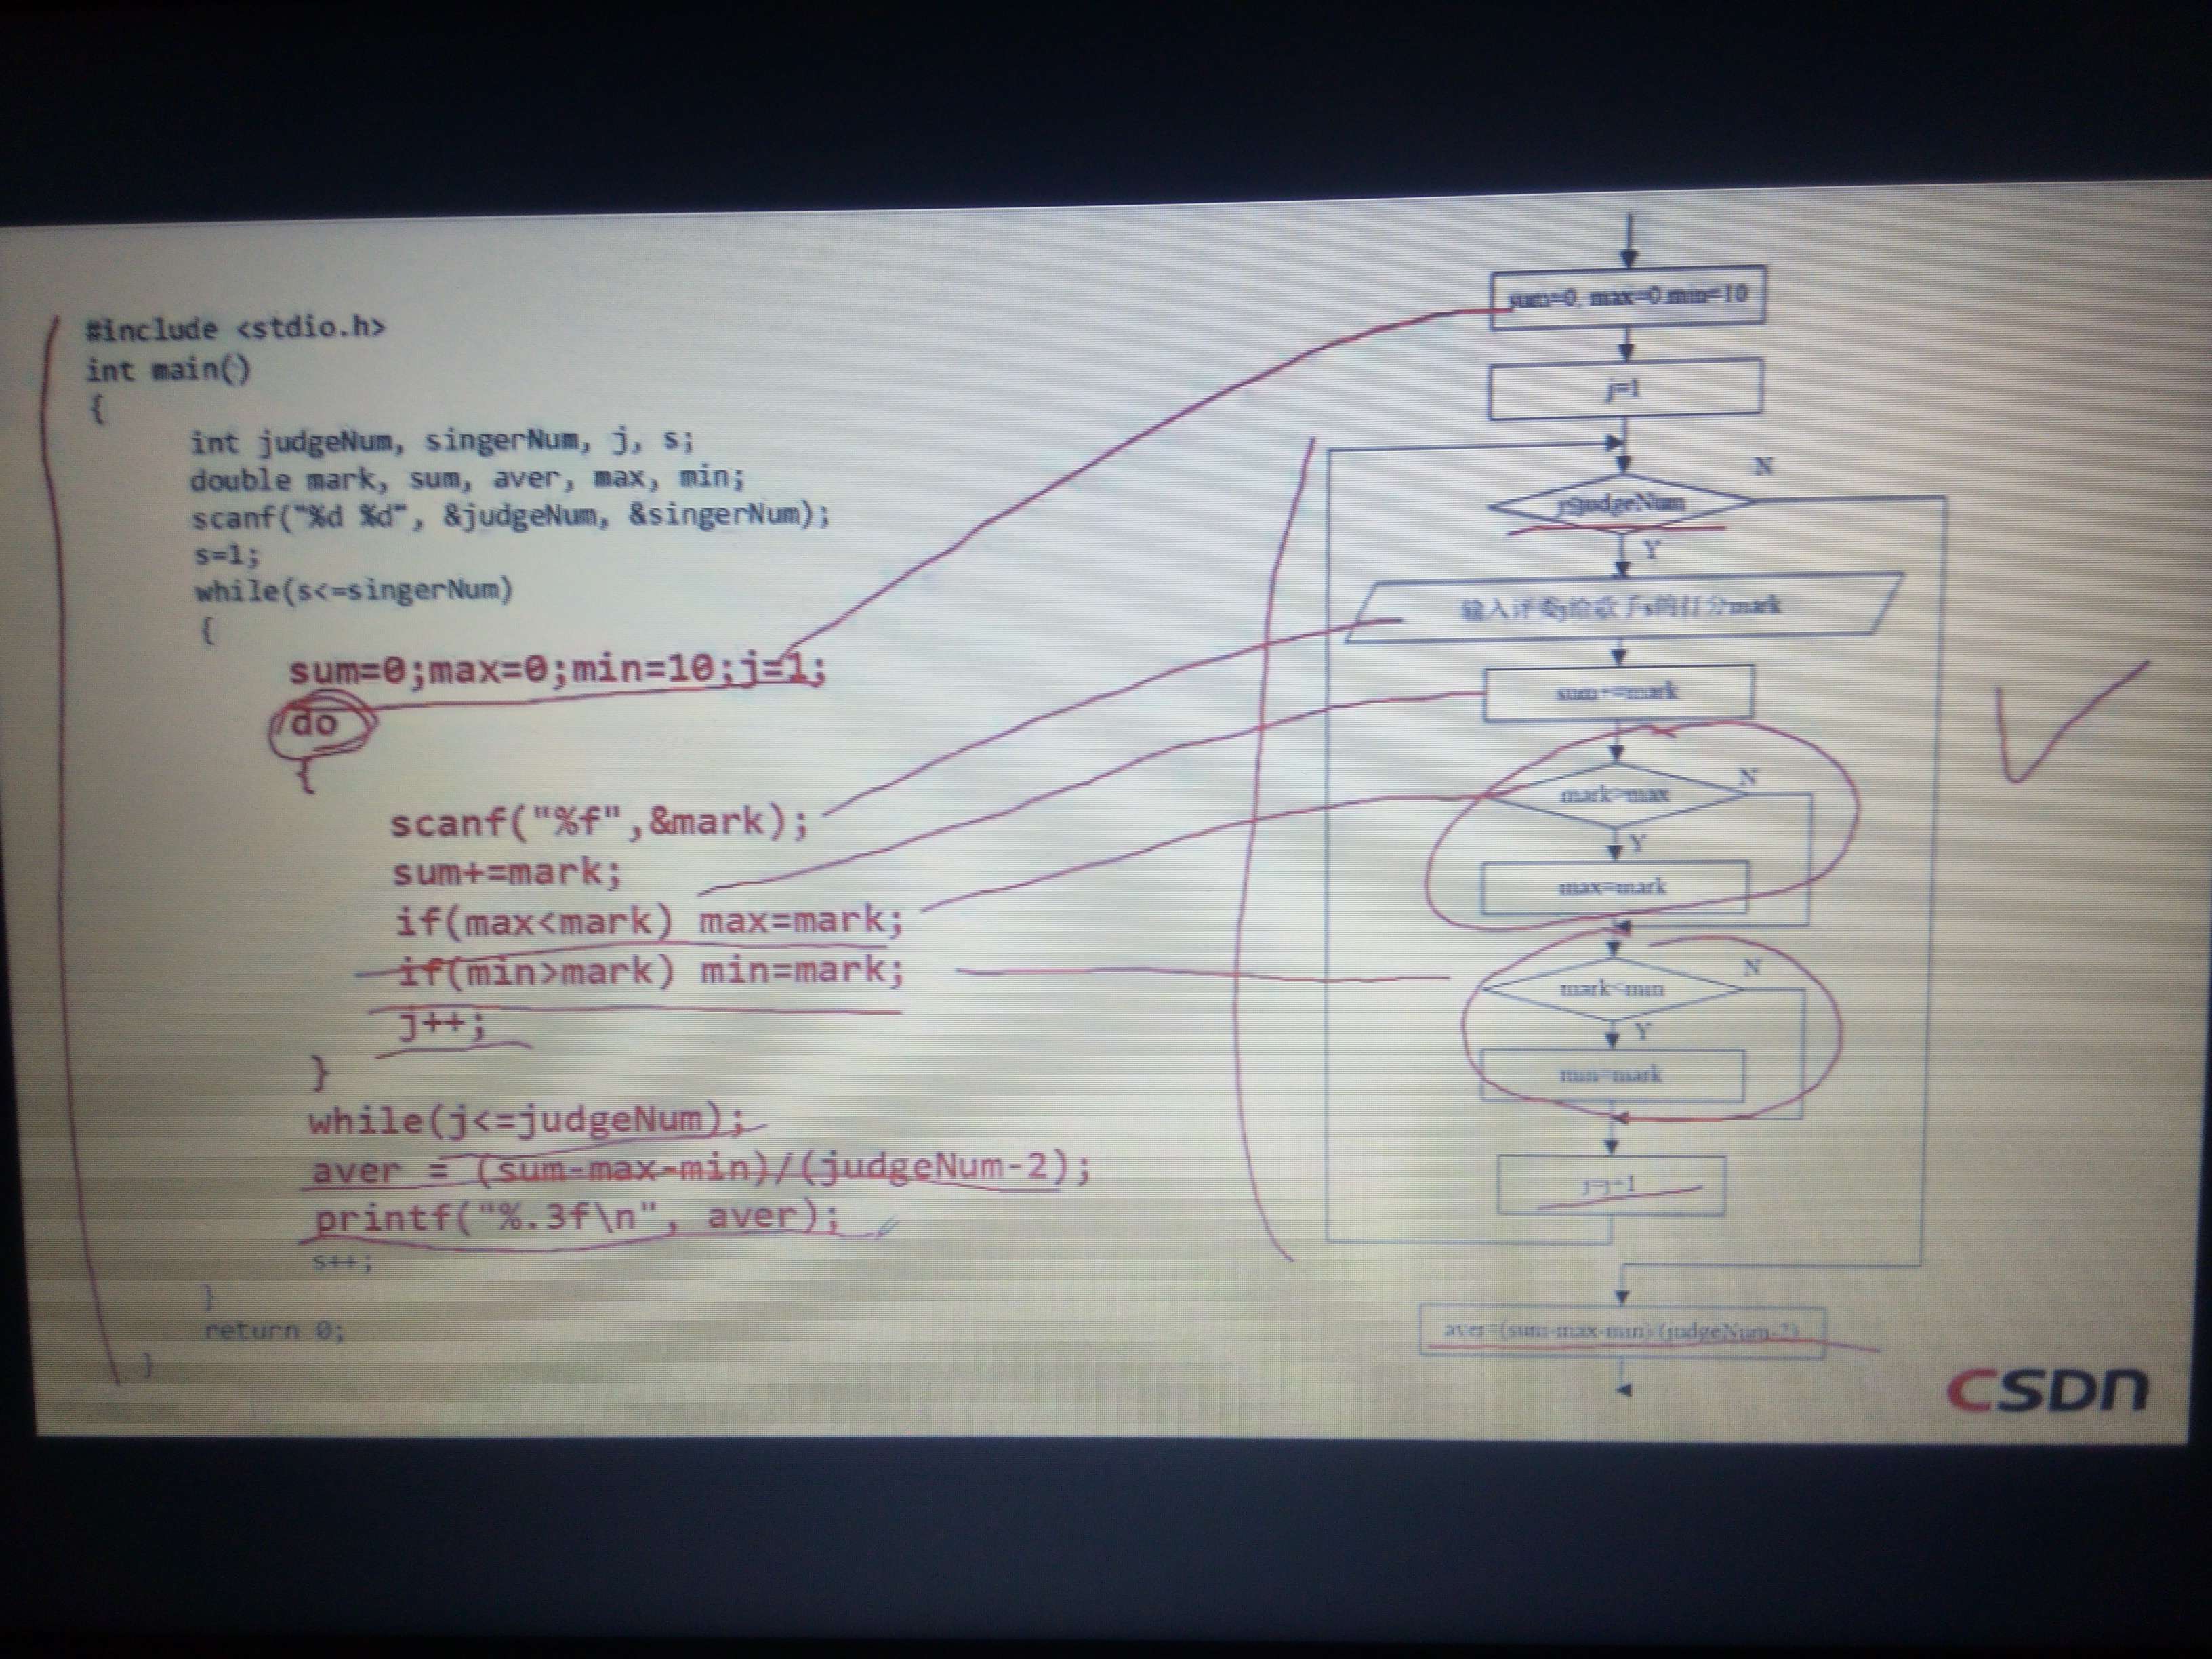 #include <stdio.h>
int main()
{
int judgeNum, singerNum, j, s;
double mark, sum, aver, max, min;
scanf("%d %d", &judgeNum, &singerNum);
s=1;
while(s<=singerNum)
{
sum=0;max=0;min=10;j=1;
do
{
scanf("%f",&mark);
sum+=mark;
if(max<mark) max=mark;
if(min>mark) min=mark;
j++;
}
while(j<=judgeNum);
aver = (sum-max-min)/(judgeNum-2);
printf("%.3f\n", aver);
s++;
}
return 0;
}
sum=0, max=0,min=10
j=1
N
j≤judgeNum
Y
输入评委j给歌手s的打分mark
sum+=mark
N
mark>max
Y
max=mark
N
mark<min
Y
min=mark
j=j+1
aver=(sum-max-min)/(judgeNum-2)
CSDN